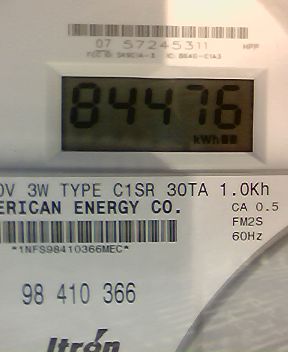 07 57245311
84476
kWh
0V 3W TYPE C1SR 30TA 1.0Kh
ERICAN ENERGY CO.
CA 0.5
FM2S
60Hz
*1NFS98410366MEC*
98 410 366
Itrón